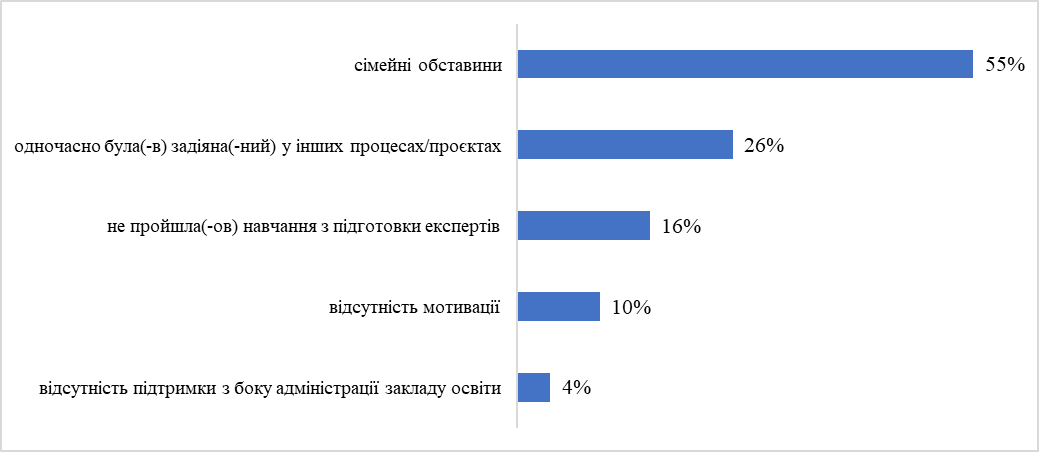 сімейні обставини 55%
одночасно була(-в) задіяна(-ний) у інших процесах/проєктах 26%
не пройшла(-ов) навчання з підготовки експертів 16%
відсутність мотивації 10%
відсутність підтримки з боку адміністрації закладу освіти 4%